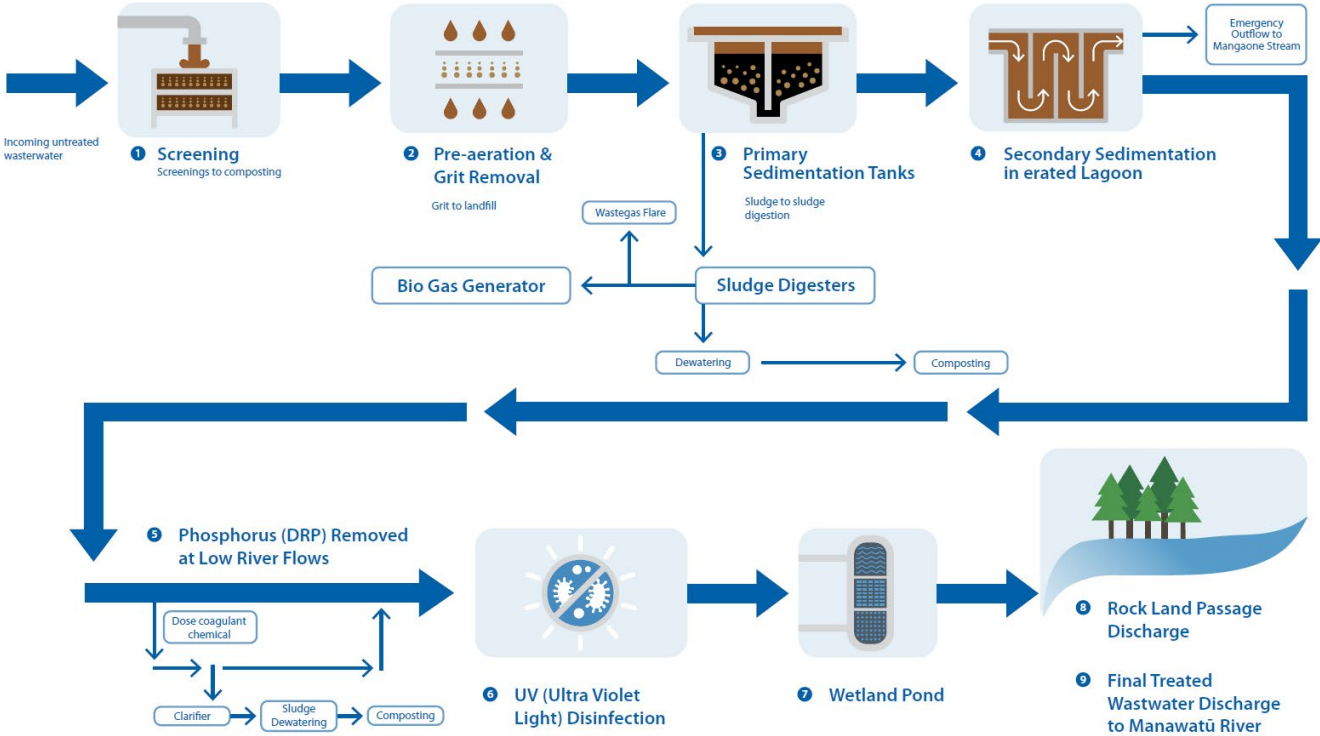 Incoming untreated
wasterwater
1 Screening
Screenings to composting
2 Pre-aeration &
Grit Removal
Grit to landfill
3 Primary
Sedimentation Tanks
Sludge to sludge
digestion
4 Secondary Sedimentation
in erated Lagoon
Emergency
Outflow to
Mangaone Stream
Wastegas Flare
Bio Gas Generator
Sludge Digesters
Dewatering
Composting
5 Phosphorus (DRP) Removed
at Low River Flows
Dose coagulant
chemical
Clarifier
Sludge
Dewatering
Composting
6 UV (Ultra Violet
Light) Disinfection
7 Wetland Pond
8 Rock Land Passage
Discharge
9 Final Treated
Wastwater Discharge
to Manawatū River